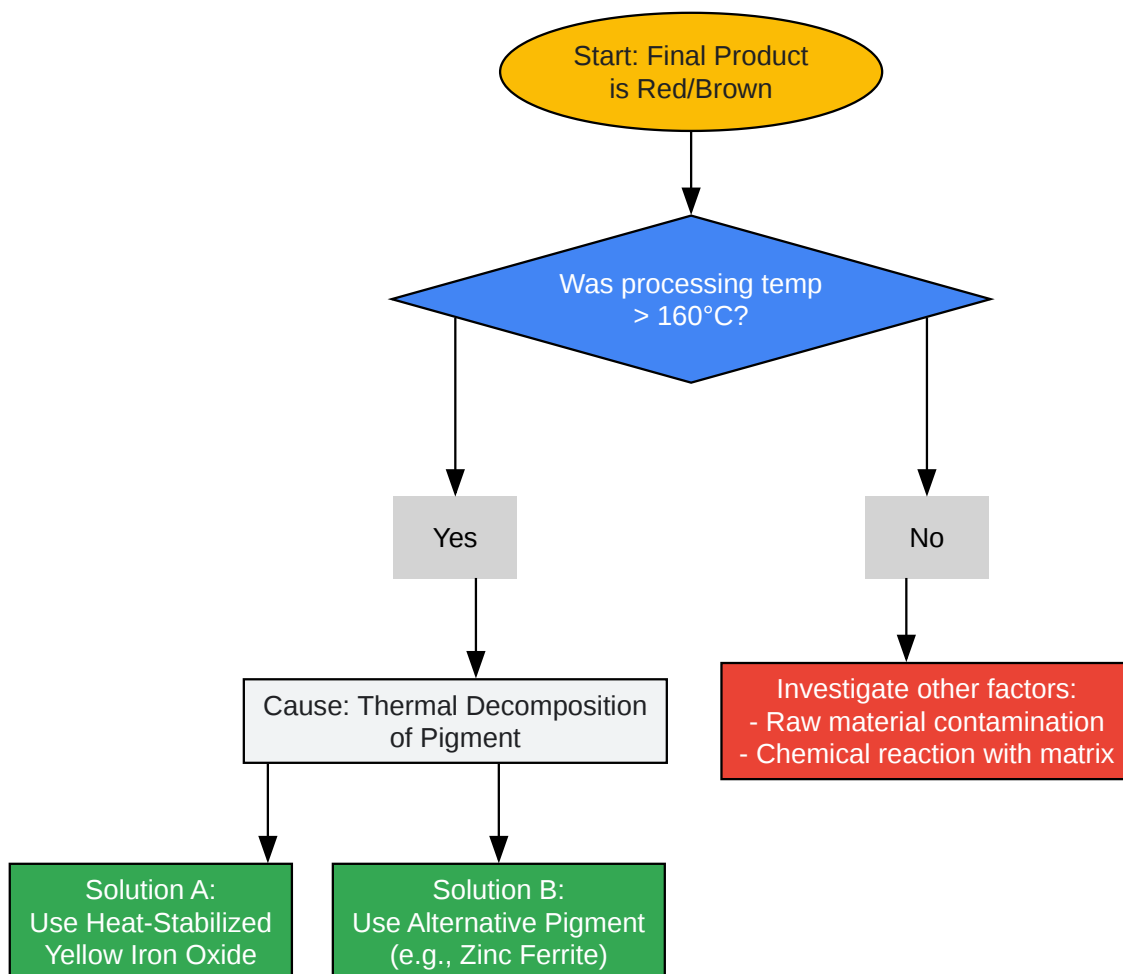 Start: Final Product
is Red/Brown
Was processing temp
> 160°C?
Yes
No
Cause: Thermal Decomposition
of Pigment
Investigate other factors:
- Raw material contamination
- Chemical reaction with matrix
Solution A:
Use Heat-Stabilized
Yellow Iron Oxide
Solution B:
Use Alternative Pigment
(e.g., Zinc Ferrite)